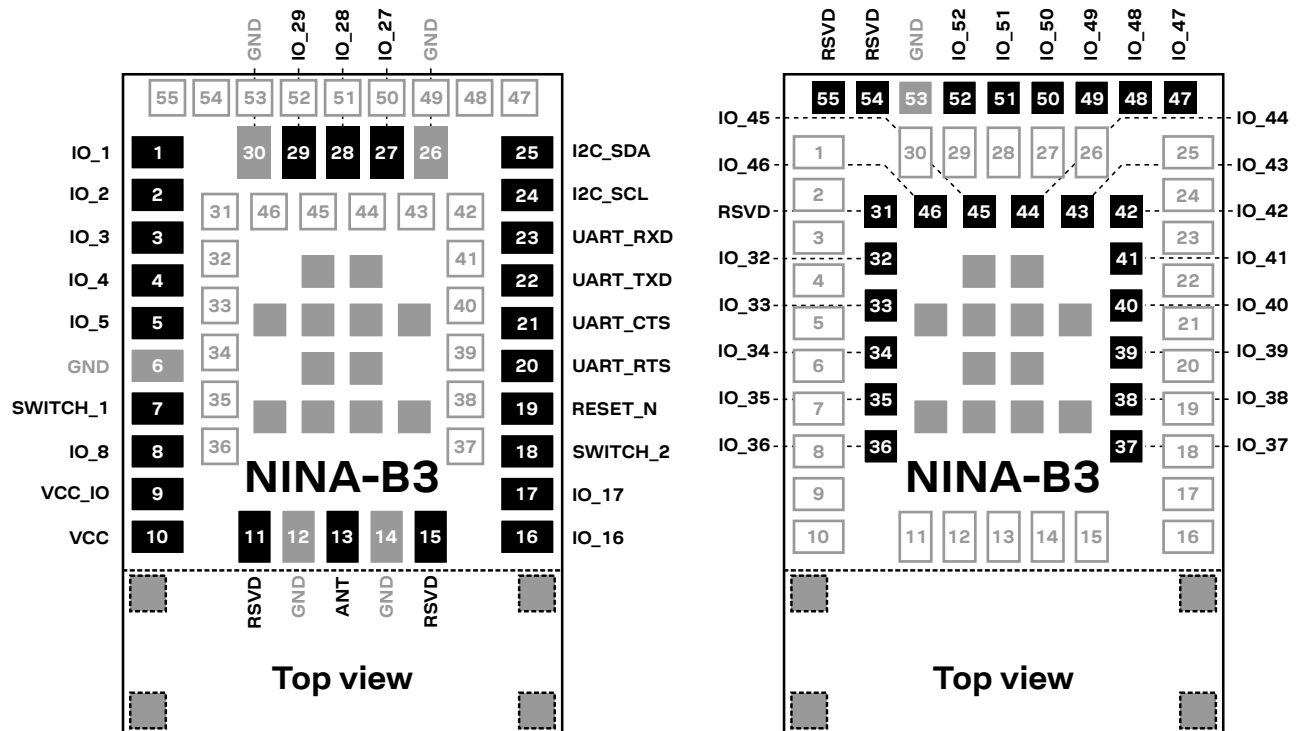 GND IO_29 IO_28 IO_27 GND
55 54 53 52 51 50 49 48 47
30 29 28 27 26
IO_1 1 25 I2C_SDA
IO_2 2 24 I2C_SCL
31 46 45 44 43 42
IO_3 3 23 UART_RXD
32 41
IO_4 4 22 UART_TXD
33 40
IO_5 5 21 UART_CTS
34 39
GND 6 20 UART_RTS
35 38
SWITCH_1 7 19 RESET_N
36 37
IO_8 8 18 SWITCH_2
NINA-B3
VCC_IO 9 17 IO_17
VCC 10 11 12 13 14 15 16 IO_16
RSVD GND ANT GND RSVD
Top view
RSVD RSVD GND IO_52 IO_51 IO_50 IO_49 IO_48 IO_47
55 54 53 52 51 50 49 48 47
IO_45 IO_44
1 30 29 28 27 26 25
IO_46 IO_43
2 24
RSVD 31 46 45 44 43 42 IO_42
3 23
IO_32 32 41 IO_41
4 22
IO_33 33 40 IO_40
5 21
IO_34 34 39 IO_39
6 20
IO_35 35 38 IO_38
7 19
IO_36 36 37 IO_37
8 18
NINA-B3
9 17
10 11 12 13 14 15 16
Top view